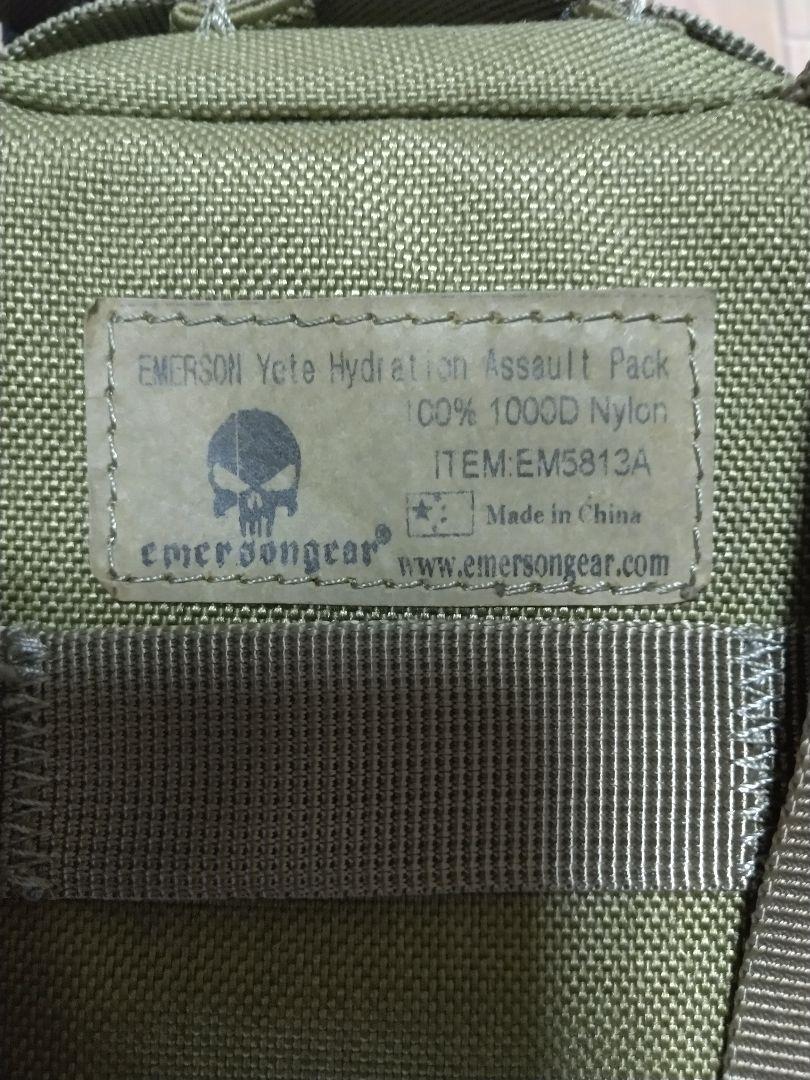 EMERSON Yote Hydration Assault Pack
100% 1000D Nylon
ITEM:EM5813A
Made in China
emersongear®
www.emersongear.com